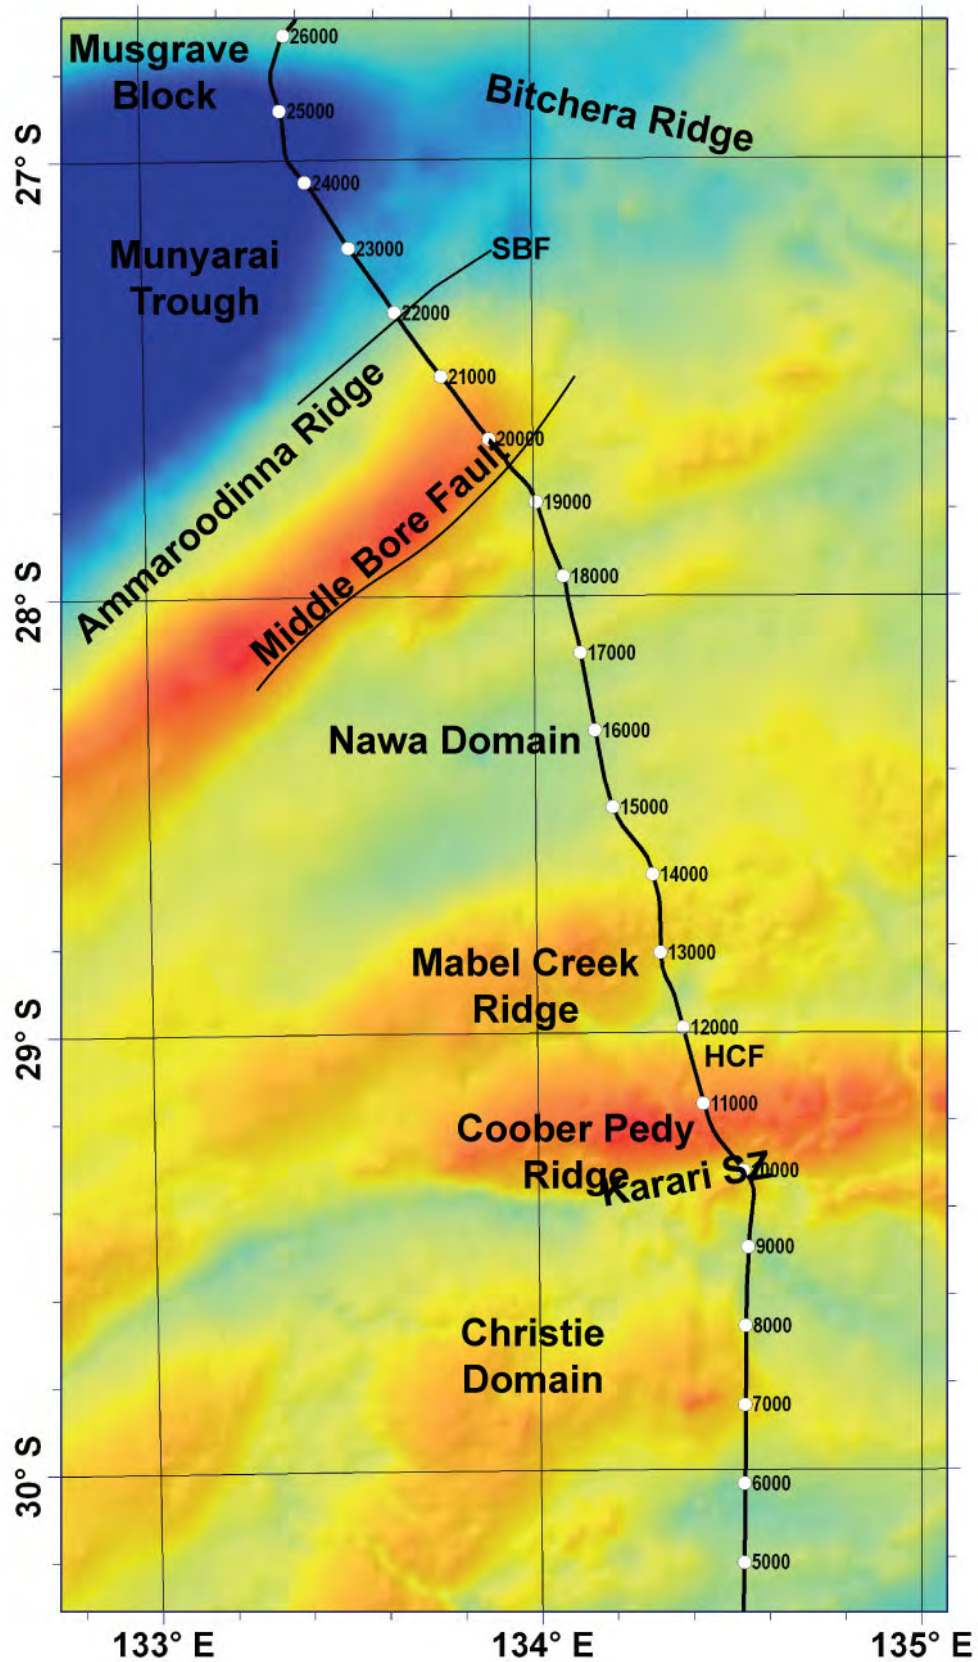 26000
Musgrave
Block
Bitchera Ridge
25000
27° S
24000
23000
SBF
Munyarai
Trough
22000
21000
Ammaroodinna Ridge
20000
Middle Bore Fault
19000
18000
28° S
17000
16000
Nawa Domain
15000
14000
13000
Mabel Creek
Ridge
12000
29° S
HCF
11000
Coober Pedy
Ridge
Karari SZ
10000
9000
8000
Christie
Domain
7000
30° S
6000
5000
133° E
134° E
135° E